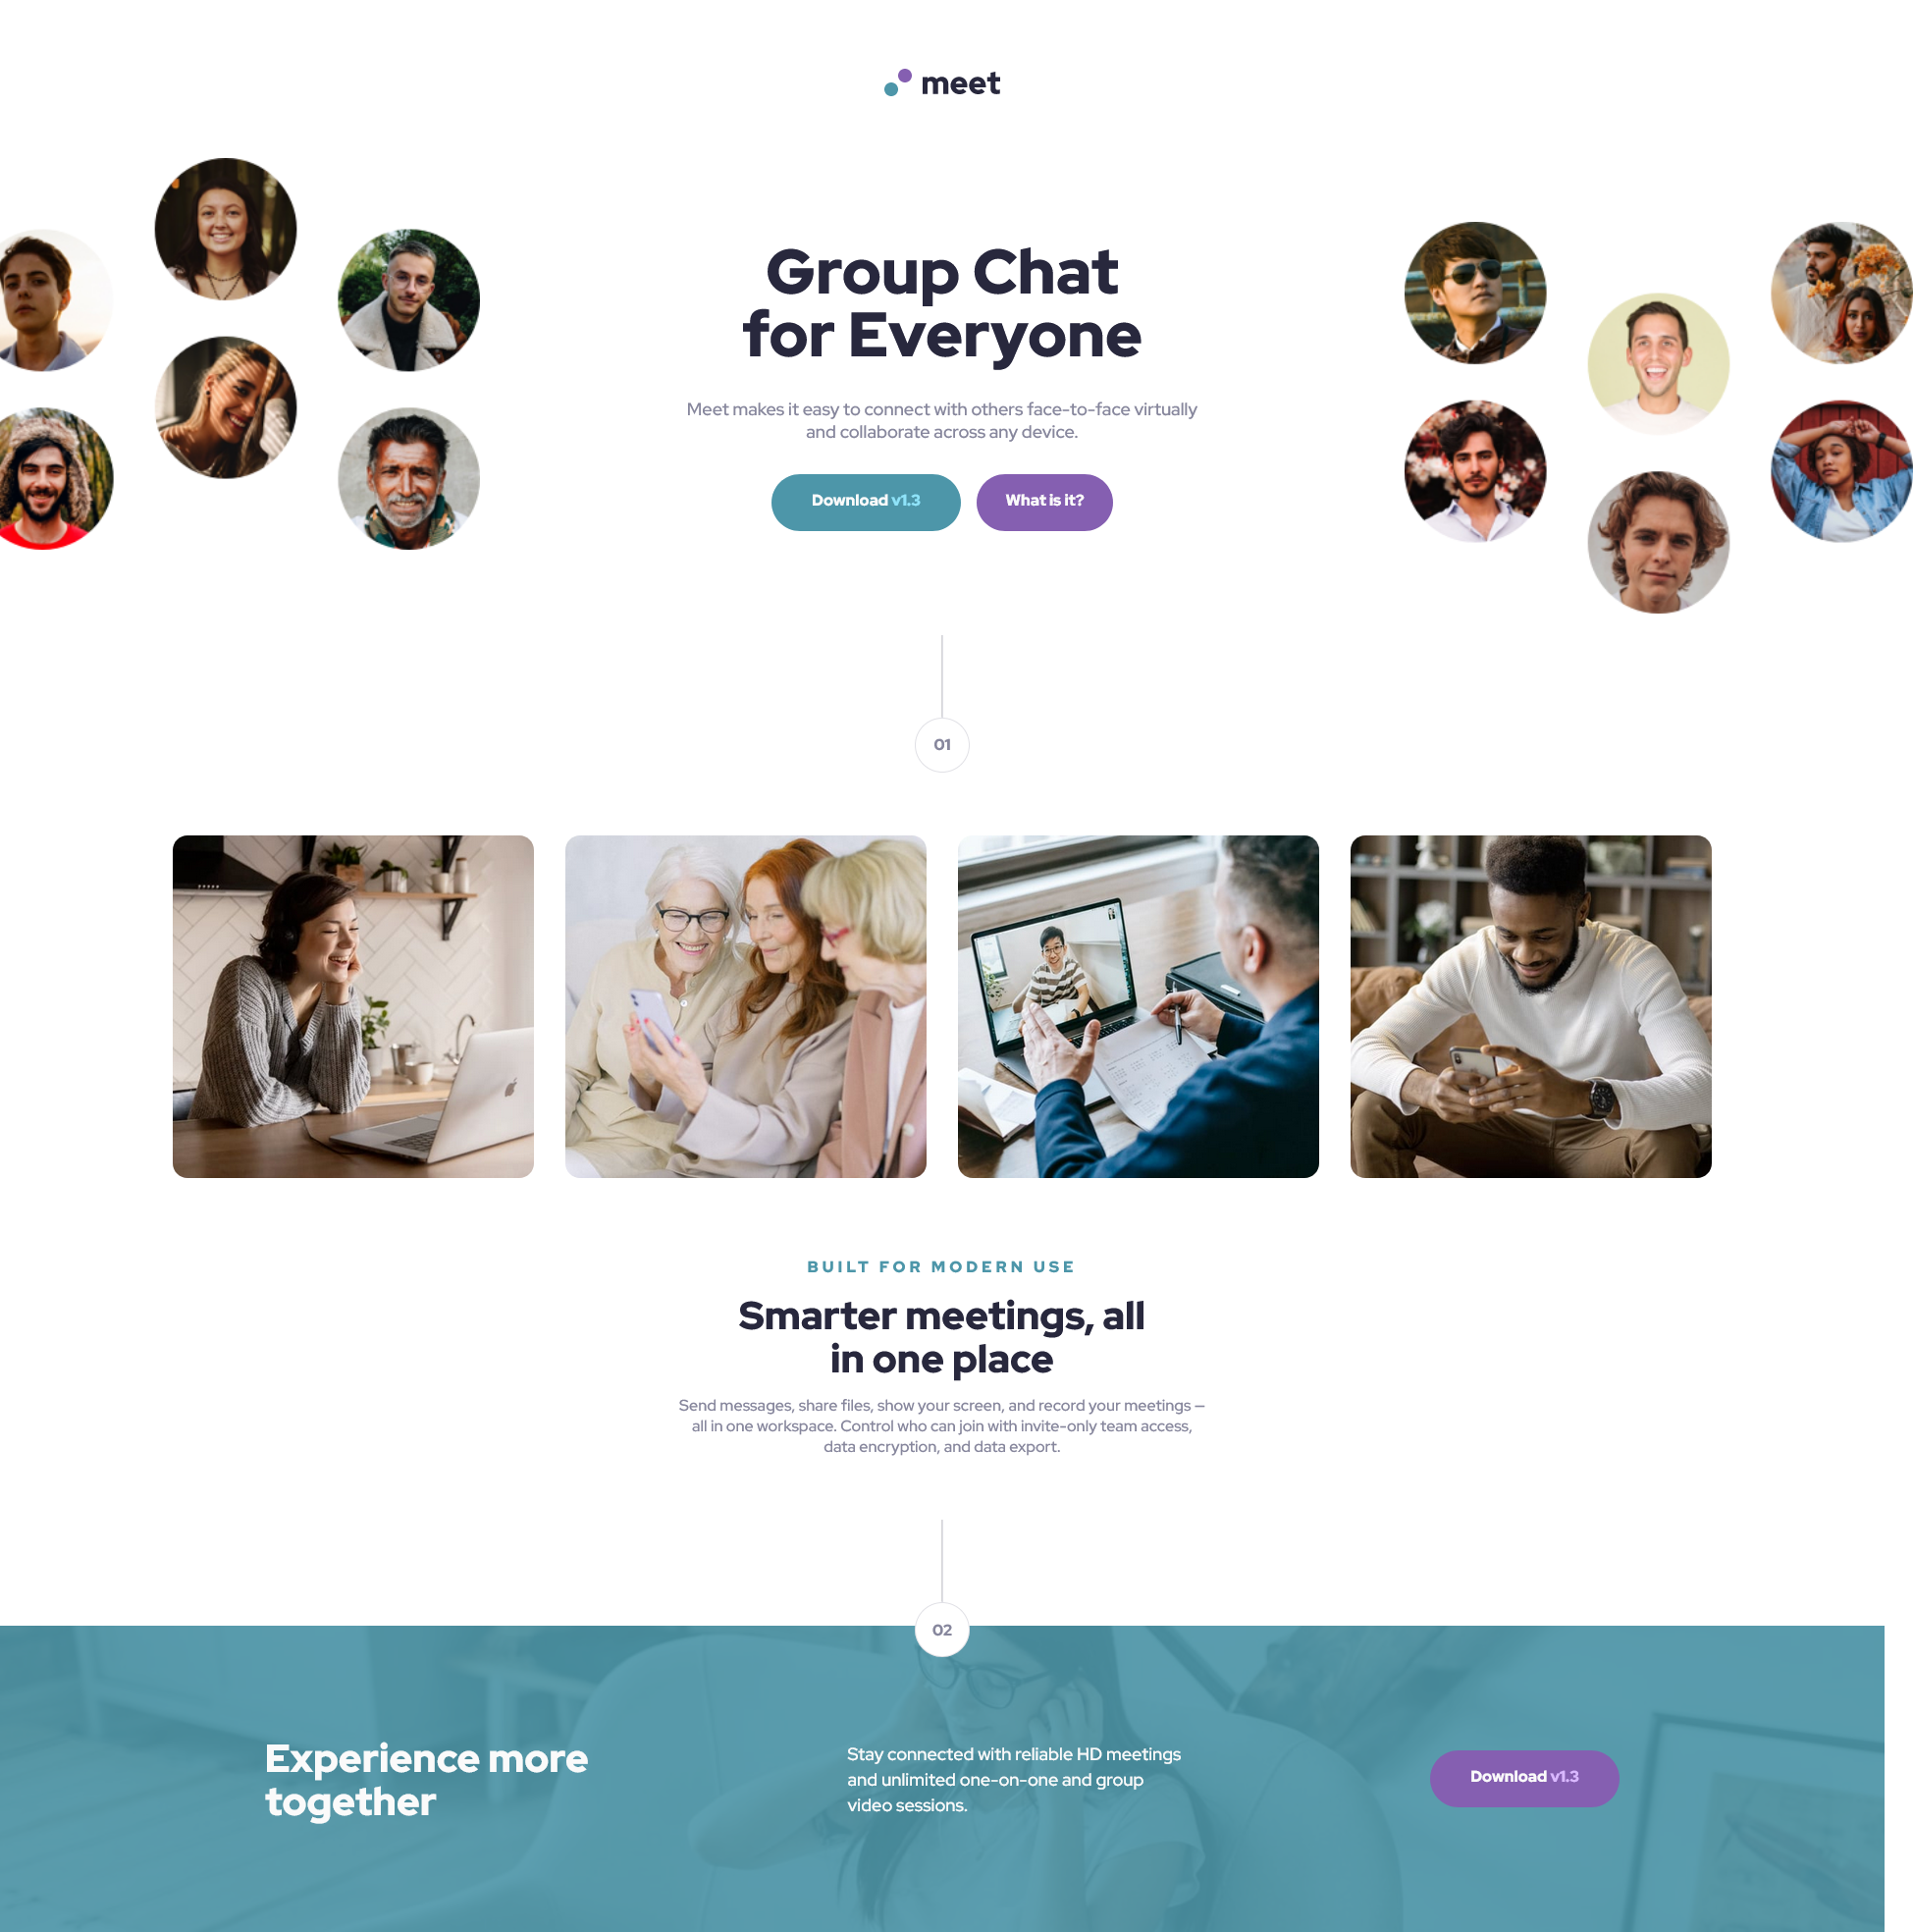 meet
Group Chat
for Everyone
Meet makes it easy to connect with others face-to-face virtually
and collaborate across any device.
Download v1.3
What is it?
01
BUILT FOR MODERN USE
Smarter meetings, all
in one place
Send messages, share files, show your screen, and record your meetings —
all in one workspace. Control who can join with invite-only team access,
data encryption, and data export.
02
Experience more
together
Stay connected with reliable HD meetings
and unlimited one-on-one and group
video sessions.
Download v1.3